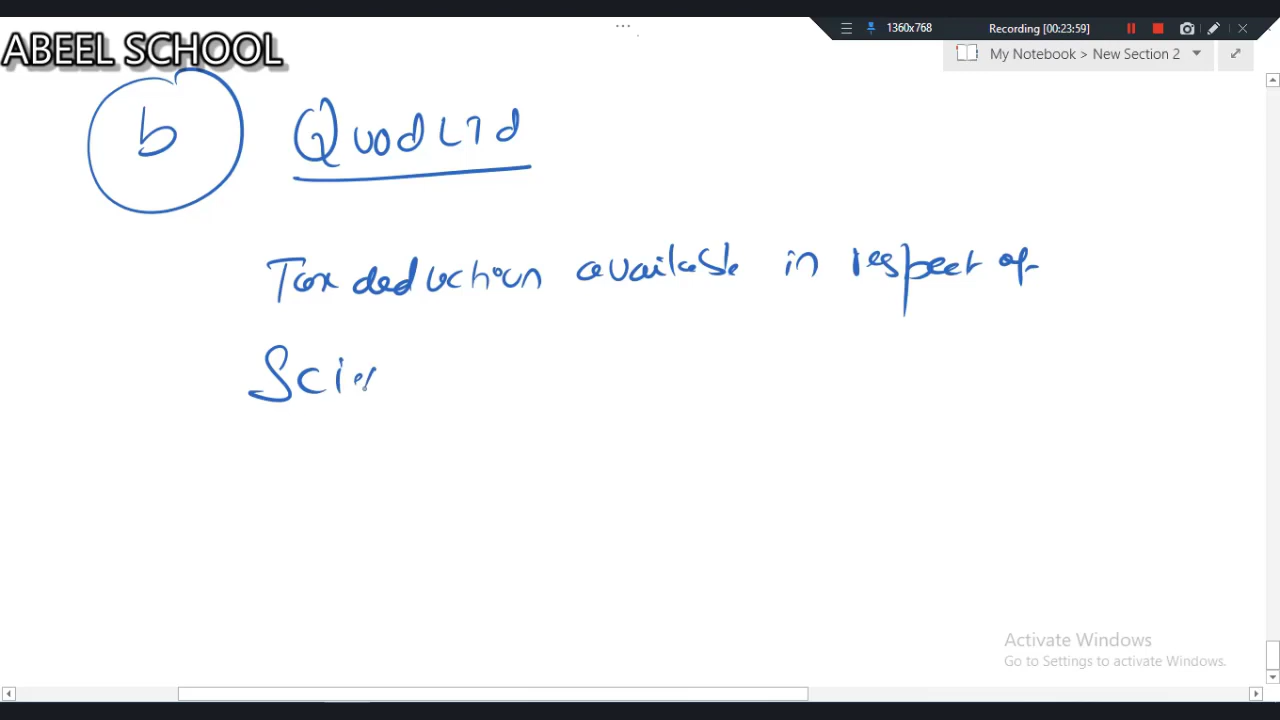 ABEEL SCHOOL
1360x768
Recording [00:23:59]
My Notebook > New Section 2
b
Quod LTd
Tax deduction available in respect of
Scie
Activate Windows
Go to Settings to activate Windows.